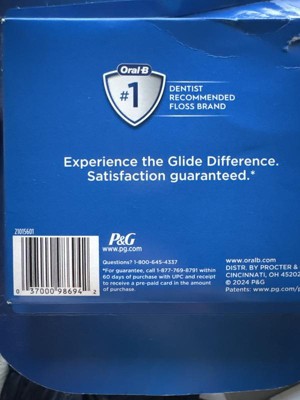 Oral-B
#1
DENTIST
RECOMMENDED
FLOSS BRAND
Experience the Glide Difference.
Satisfaction guaranteed.*
21015601
0 37000 98694 2
P&G
www.pg.com
Questions? 1-800-645-4337
*For guarantee, call 1-877-769-8791 within
60 days of purchase with UPC and receipt
to receive a pre-paid card in the amount
of purchase.
www.oralb.com
DISTR. BY PROCTER &
CINCINNATI, OH 45202
© 2024 P&G
Patents: www.pg.com/p